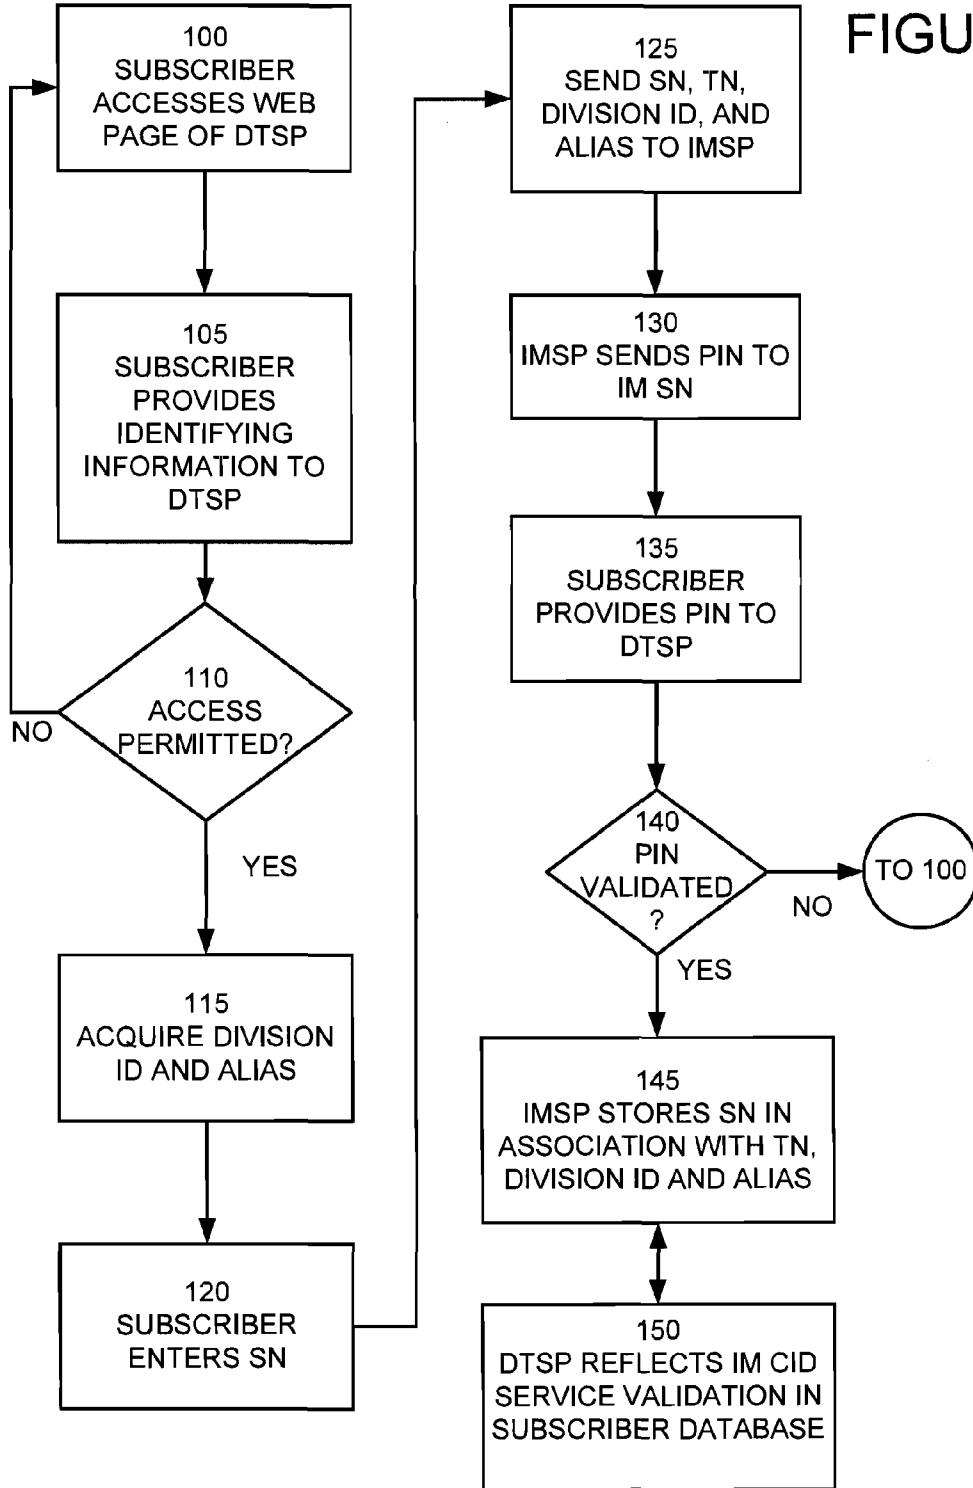 FIGU
100
SUBSCRIBER
ACCESSES WEB
PAGE OF DTSP
105
SUBSCRIBER
PROVIDES
IDENTIFYING
INFORMATION TO
DTSP
110
ACCESS
PERMITTED?
NO
YES
115
ACQUIRE DIVISION
ID AND ALIAS
120
SUBSCRIBER
ENTERS SN
125
SEND SN, TN,
DIVISION ID, AND
ALIAS TO IMSP
130
IMSP SENDS PIN TO
IM SN
135
SUBSCRIBER
PROVIDES PIN TO
DTSP
140
PIN
VALIDATED
?
NO
TO 100
YES
145
IMSP STORES SN IN
ASSOCIATION WITH TN,
DIVISION ID AND ALIAS
150
DTSP REFLECTS IM CID
SERVICE VALIDATION IN
SUBSCRIBER DATABASE